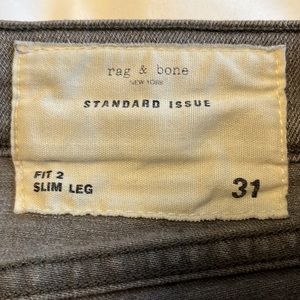 rag & bone
NEW YORK
STANDARD ISSUE
FIT 2
SLIM LEG
31